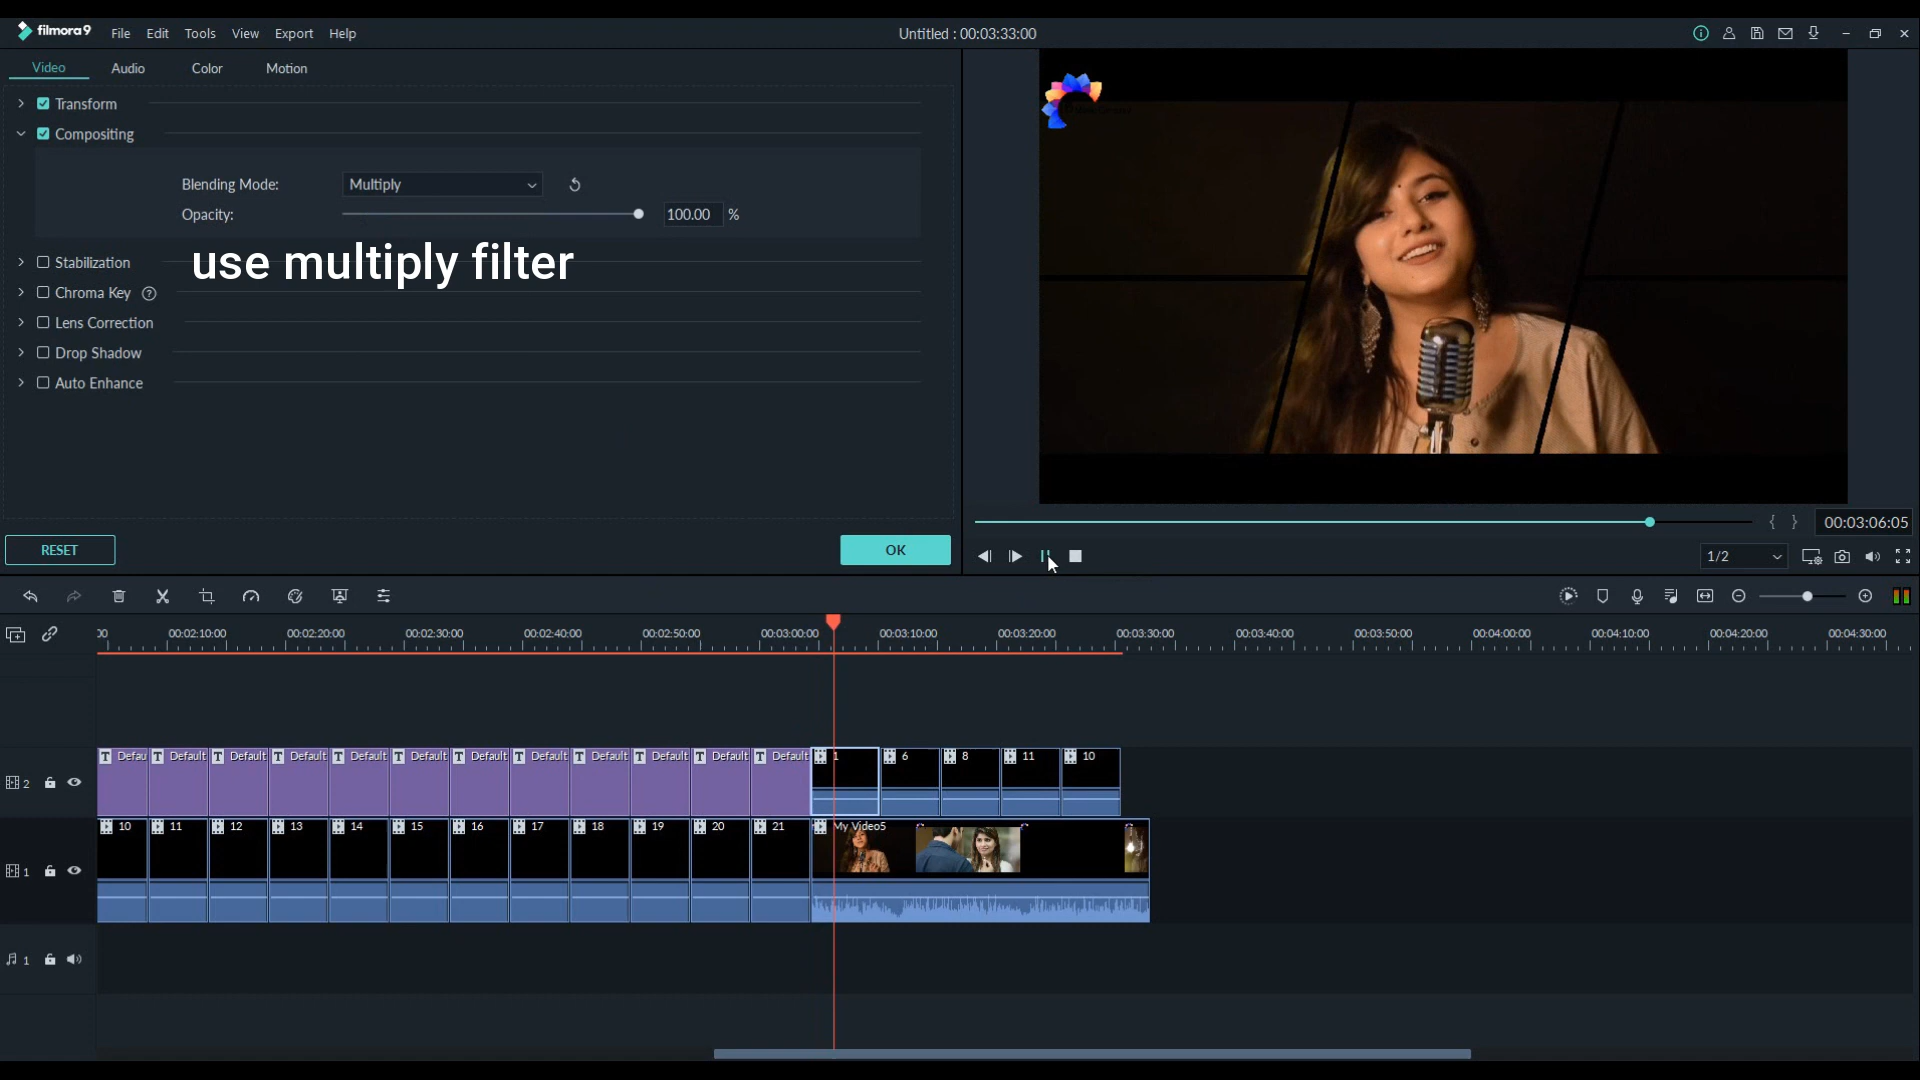 filmora9 File Edit Tools View Export Help
Untitled : 00:03:33:00
Video Audio Color Motion
Transform
Compositing
Blending Mode: Multiply
Opacity: 100.00 %
use multiply filter
Stabilization
Chroma Key ?
Lens Correction
Drop Shadow
Auto Enhance
RESET OK
{ } 00:03:06:05
1/2
00 00:02:10:00 00:02:20:00 00:02:30:00 00:02:40:00 00:02:50:00 00:03:00:00 00:03:10:00 00:03:20:00 00:03:30:00 00:03:40:00 00:03:50:00 00:04:00:00 00:04:10:00 00:04:20:00 00:04:30:00
2 T Defau T Default T Default T Default T Default T Default T Default T Default T Default T Default T Default T Default 1 6 8 11 10
1 10 11 12 13 14 15 16 17 18 19 20 21 My Video5
1